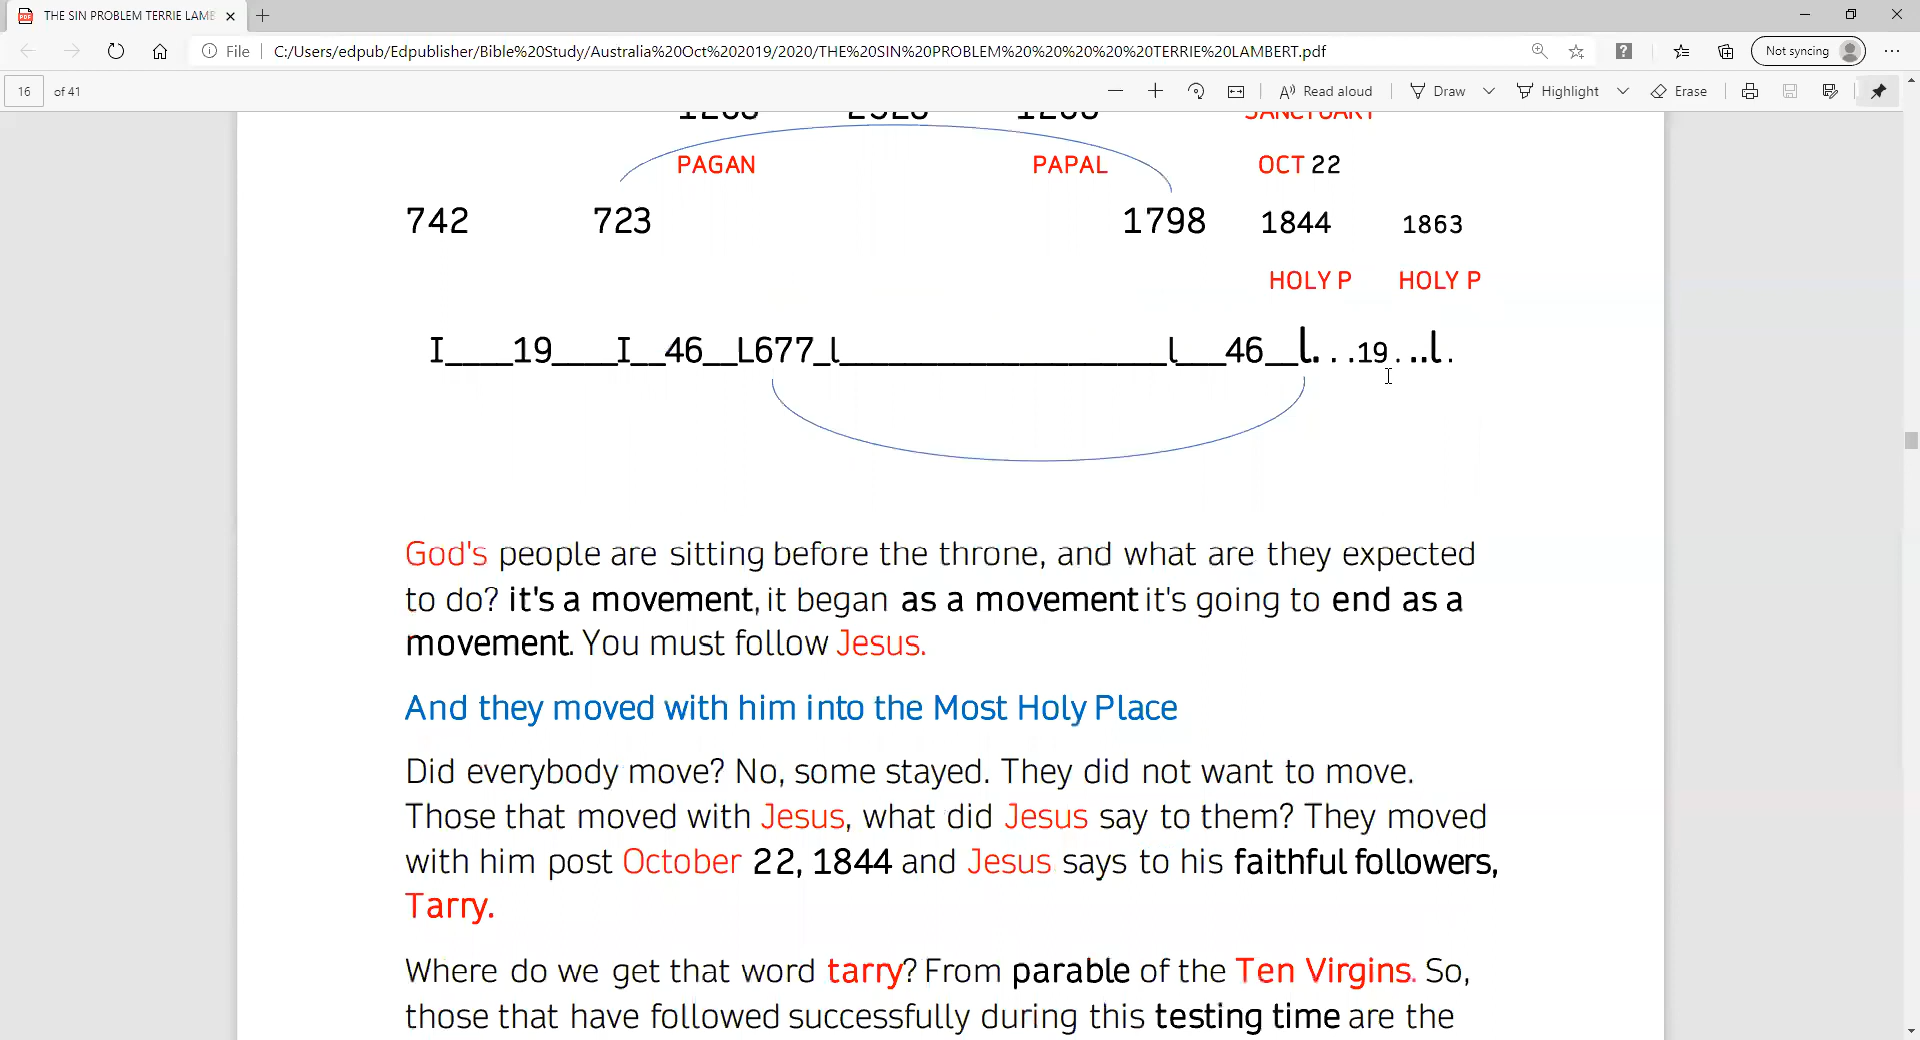 THE SIN PROBLEM TERRIE LAMB
File
C:/Users/edpub/Edpublisher/Bible%20Study/Australia%20Oct%202019/2020/THE%20SIN%20PROBLEM%20%20%20%20%20TERRIE%20LAMBERT.pdf
Not syncing
16 of 41
Read aloud
Draw
Highlight
Erase
SANCTUARY
PAGAN PAPAL OCT 22
742 723 1798 1844 1863
HOLY P HOLY P
I____19____I__46__L677_l____________________l___46__l. . .19. ..l .
God's people are sitting before the throne, and what are they expected
to do? it's a movement, it began as a movement it's going to end as a
movement. You must follow Jesus.
And they moved with him into the Most Holy Place
Did everybody move? No, some stayed. They did not want to move.
Those that moved with Jesus, what did Jesus say to them? They moved
with him post October 22, 1844 and Jesus says to his faithful followers,
Tarry.
Where do we get that word tarry? From parable of the Ten Virgins. So,
those that have followed successfully during this testing time are the